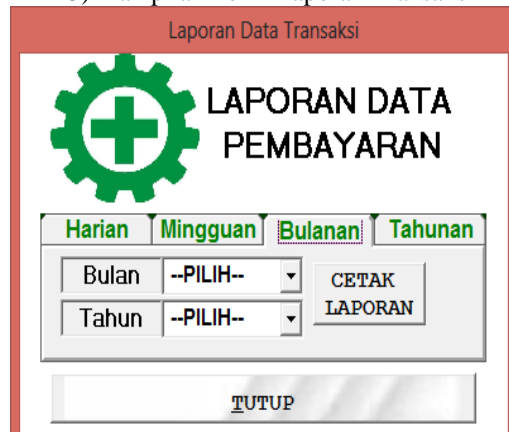 Laporan Data Transaksi
LAPORAN DATA
PEMBAYARAN
Harian Mingguan Bulanan Tahunan
Bulan --PILIH-- CETAK
Tahun --PILIH-- LAPORAN
TUTUP